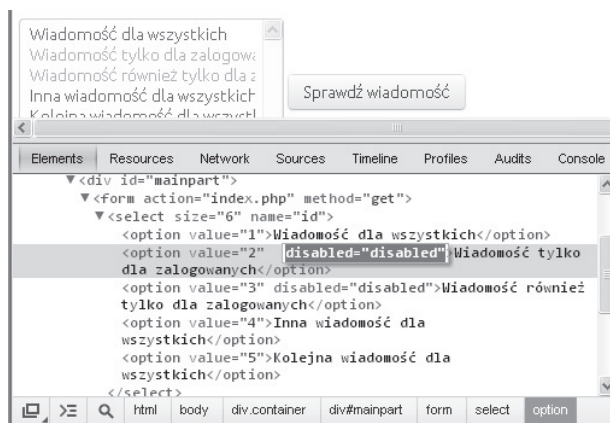 Wiadomość dla wszystkich
Wiadomość tylko dla zalogowa
Wiadomość również tylko dla z
Inna wiadomość dla wszystkich
Kolejna wiadomość dla wszystk
Sprawdź wiadomość
Elements Resources Network Sources Timeline Profiles Audits Console
▼<div id="mainpart">
▼<form action="index.php" method="get">
▼<select size="6" name="id">
<option value="1">Wiadomość dla wszystkich</option>
<option value="2" disabled="disabled">Wiadomość tylko
dla zalogowanych</option>
<option value="3" disabled="disabled">Wiadomość również
tylko dla zalogowanych</option>
<option value="4">Inna wiadomość dla
wszystkich</option>
<option value="5">Kolejna wiadomość dla
wszystkich</option>
</select>
html body div.container div#mainpart form select option